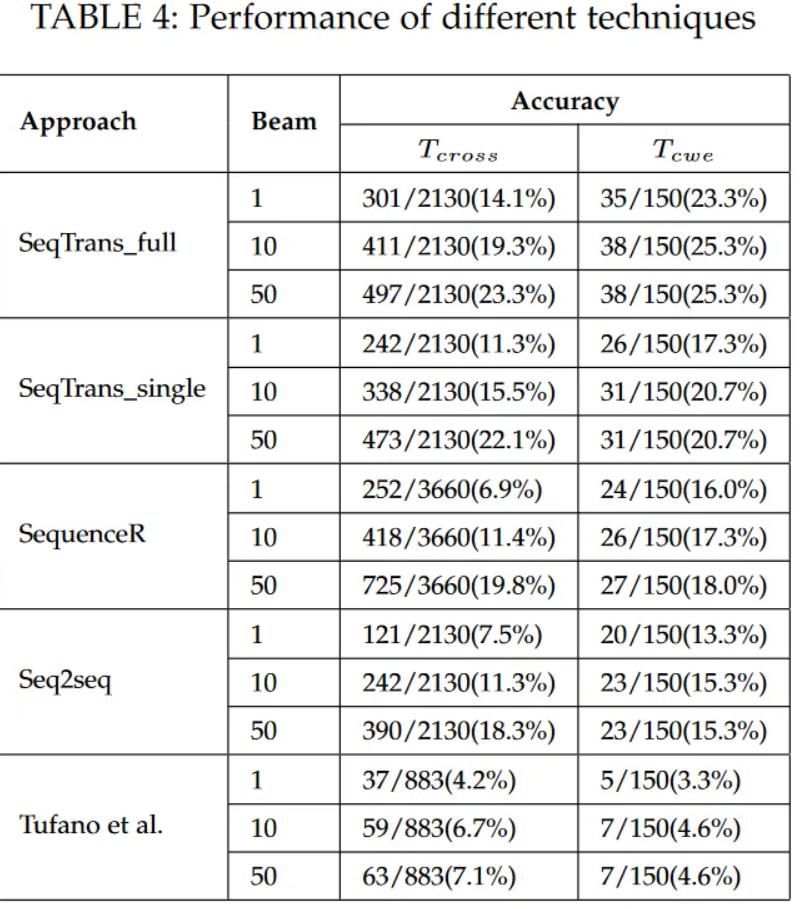 TABLE 4: Performance of different techniques
Approach Beam Accuracy
T_cross T_cwe
SeqTrans_full
1 301/2130(14.1%) 35/150(23.3%)
10 411/2130(19.3%) 38/150(25.3%)
50 497/2130(23.3%) 38/150(25.3%)
SeqTrans_single
1 242/2130(11.3%) 26/150(17.3%)
10 338/2130(15.5%) 31/150(20.7%)
50 473/2130(22.1%) 31/150(20.7%)
SequenceR
1 252/3660(6.9%) 24/150(16.0%)
10 418/3660(11.4%) 26/150(17.3%)
50 725/3660(19.8%) 27/150(18.0%)
Seq2seq
1 121/2130(7.5%) 20/150(13.3%)
10 242/2130(11.3%) 23/150(15.3%)
50 390/2130(18.3%) 23/150(15.3%)
Tufano et al.
1 37/883(4.2%) 5/150(3.3%)
10 59/883(6.7%) 7/150(4.6%)
50 63/883(7.1%) 7/150(4.6%)